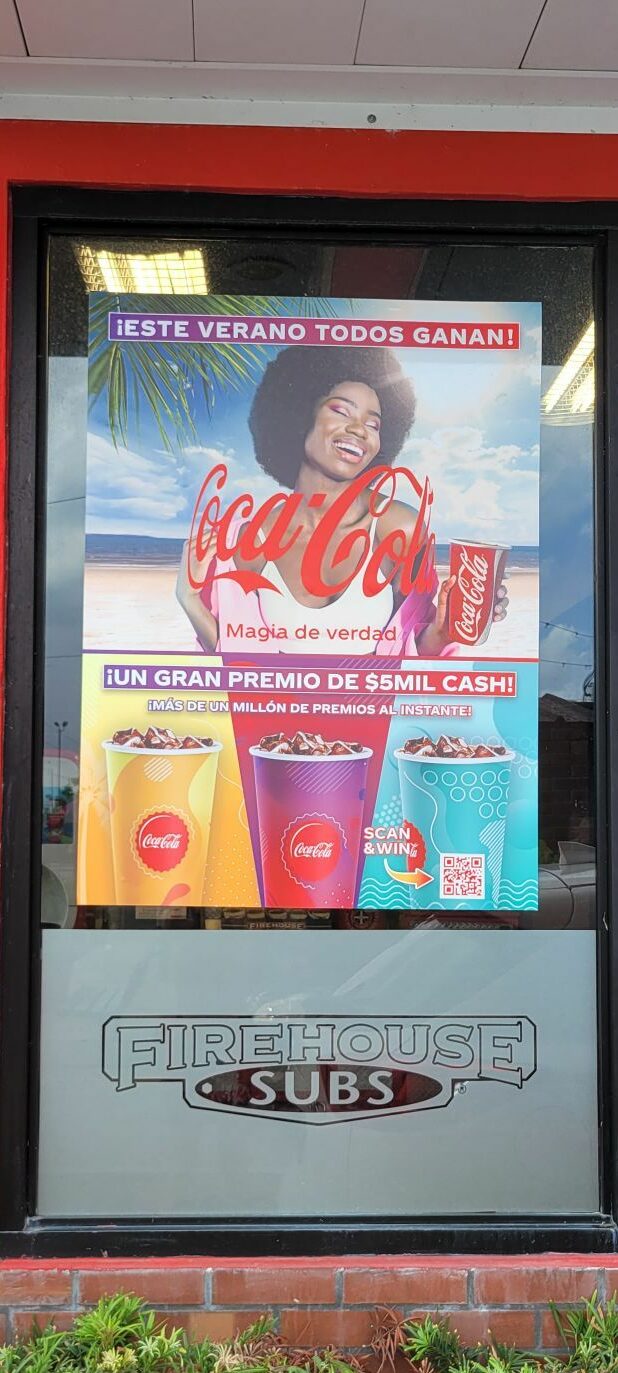 ¡ESTE VERANO TODOS GANAN!
Coca-Cola
Coca-Cola
Magia de verdad
¡UN GRAN PREMIO DE $5MIL CASH!
¡MÁS DE UN MILLÓN DE PREMIOS AL INSTANTE!
Coca-Cola
Coca-Cola
SCAN
&WIN
FIREHOUSE
FIREHOUSE
SUBS